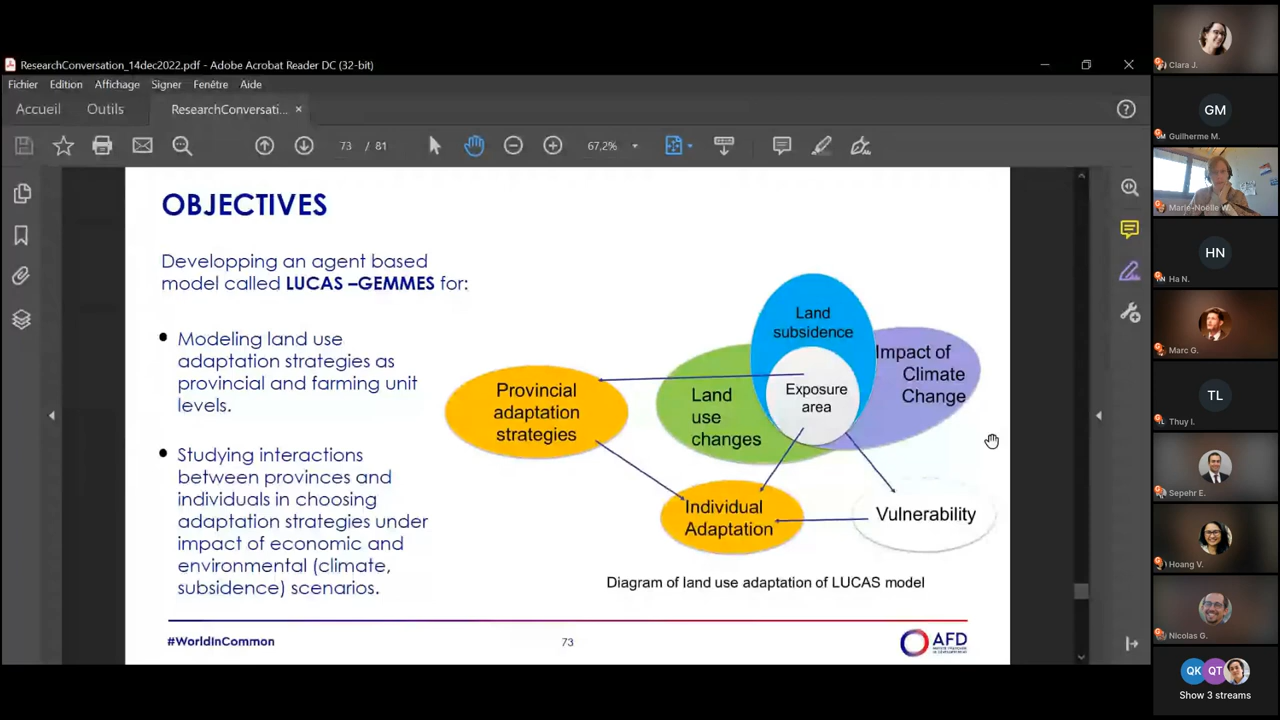 ResearchConversation_14dec2022.pdf - Adobe Acrobat Reader DC (32-bit)
Fichier Edition Affichage Signer Fenêtre Aide
Accueil Outils ResearchConversati... ×
73 / 81 67,2%
OBJECTIVES
Developping an agent based
model called LUCAS –GEMMES for:
• Modeling land use
adaptation strategies as
provincial and farming unit
levels.
• Studying interactions
between provinces and
individuals in choosing
adaptation strategies under
impact of economic and
environmental (climate,
subsidence) scenarios.
Land
subsidence
Impact of
Climate
Change
Exposure
area
Land
use
changes
Provincial
adaptation
strategies
Individual
Adaptation
Vulnerability
Diagram of land use adaptation of LUCAS model
#WorldInCommon
73
AFD
Clara J.
GM
Guilherme M.
Marie-Noëlle W.
HN
Ha N.
Marc G.
TL
Thuy l.
Sepehr E.
Hoang V.
Nicolas G.
QK QT
Show 3 streams